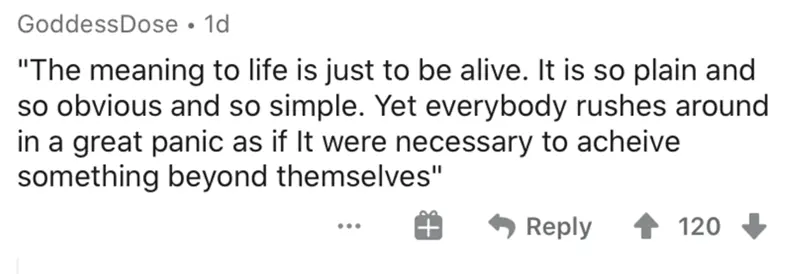 GoddessDose • 1d
"The meaning to life is just to be alive. It is so plain and
so obvious and so simple. Yet everybody rushes around
in a great panic as if It were necessary to acheive
something beyond themselves"
... Reply 120